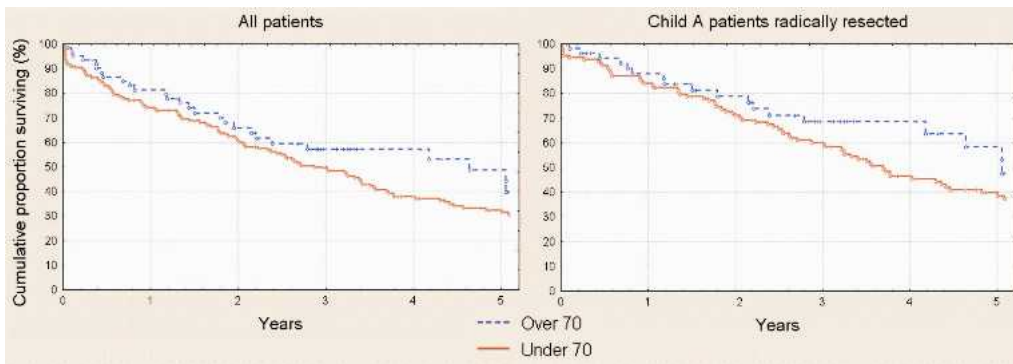 All patients
Child A patients radically resected
Cumulative proportion surviving (%)
100
90
80
70
60
50
40
30
20
10
0
0 1 2 3 4 5
Years
100
90
80
70
60
50
40
30
20
10
0
0 1 2 3 4 5
Years
Over 70
Under 70